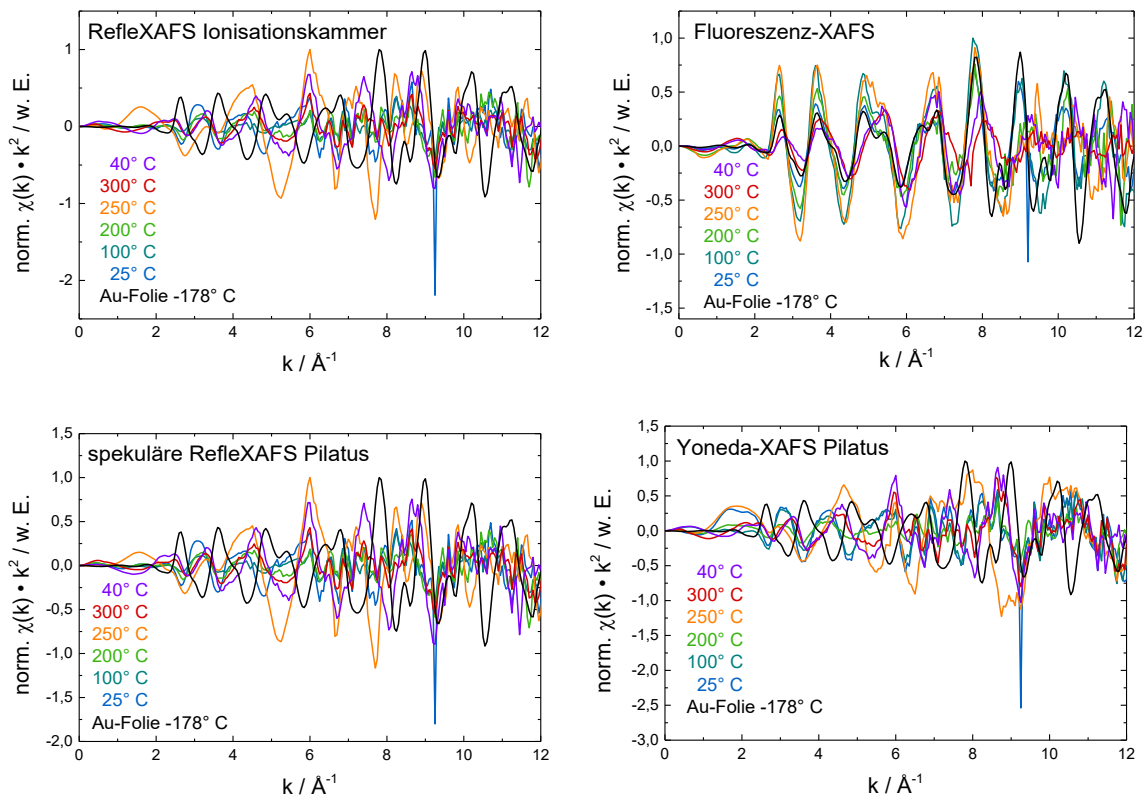 RefleXAFS Ionisationskammer
norm. χ(k) • k² / w. E.
1
0
-1
-2
40° C
300° C
250° C
200° C
100° C
25° C
Au-Folie -178° C
0 2 4 6 8 10 12
k / Å⁻¹
Fluoreszenz-XAFS
norm. χ(k) • k² / w. E.
1,0
0,5
0,0
-0,5
-1,0
-1,5
40° C
300° C
250° C
200° C
100° C
25° C
Au-Folie -178° C
0 2 4 6 8 10 12
k / Å⁻¹
spekuläre RefleXAFS Pilatus
norm. χ(k) • k² / w. E.
1,5
1,0
0,5
0,0
-0,5
-1,0
-1,5
-2,0
40° C
300° C
250° C
200° C
100° C
25° C
Au-Folie -178° C
0 2 4 6 8 10 12
k / Å⁻¹
Yoneda-XAFS Pilatus
norm. χ(k) • k² / w. E.
1,5
1,0
0,5
0,0
-0,5
-1,0
-1,5
-2,0
-2,5
-3,0
40° C
300° C
250° C
200° C
100° C
25° C
Au-Folie -178° C
0 2 4 6 8 10 12
k / Å⁻¹